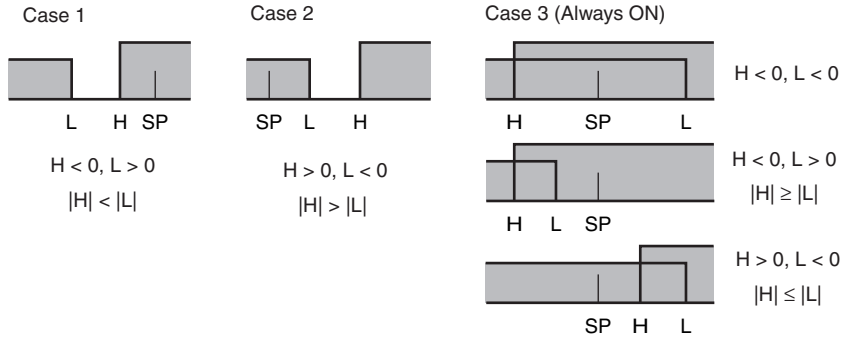 Case 1
L H SP
H < 0, L > 0
|H| < |L|
Case 2
SP L H
H > 0, L < 0
|H| > |L|
Case 3 (Always ON)
H SP L
H < 0, L < 0
H L SP
H < 0, L > 0
|H| ≥ |L|
SP H L
H > 0, L < 0
|H| ≤ |L|